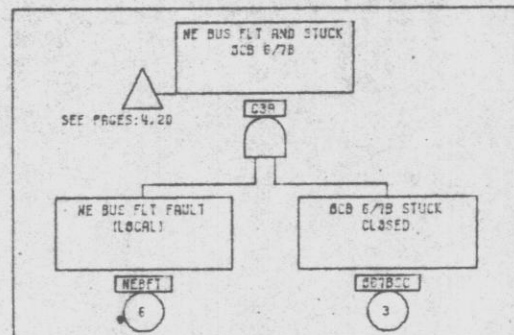 NE BUS FLT AND STUCK
OCB 6/7B
SEE PAGES:4,20
G39
NE BUS FLT FAULT
(LOCAL)
OCB 6/7B STUCK
CLOSED
NEBFT
6
3